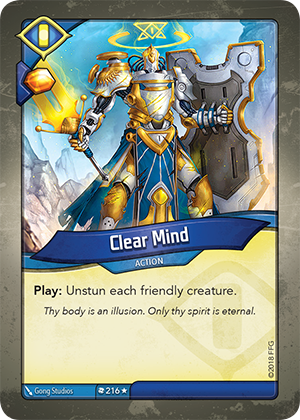 Clear Mind
ACTION
Play: Unstun each friendly creature.
Thy body is an illusion. Only thy spirit is eternal.
©2018 FFG
Gong Studios
216